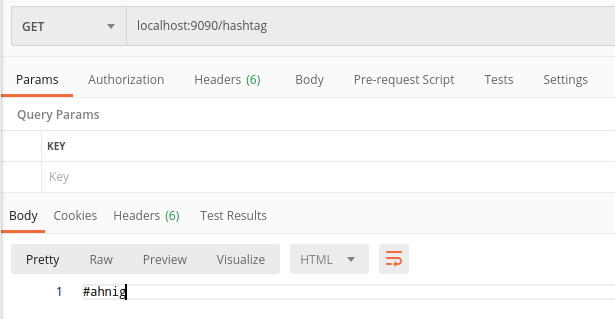 GET localhost:9090/hashtag
Params Authorization Headers (6) Body Pre-request Script Tests Settings
Query Params
KEY
Key
Body Cookies Headers (6) Test Results
Pretty Raw Preview Visualize HTML
1 #ahnig